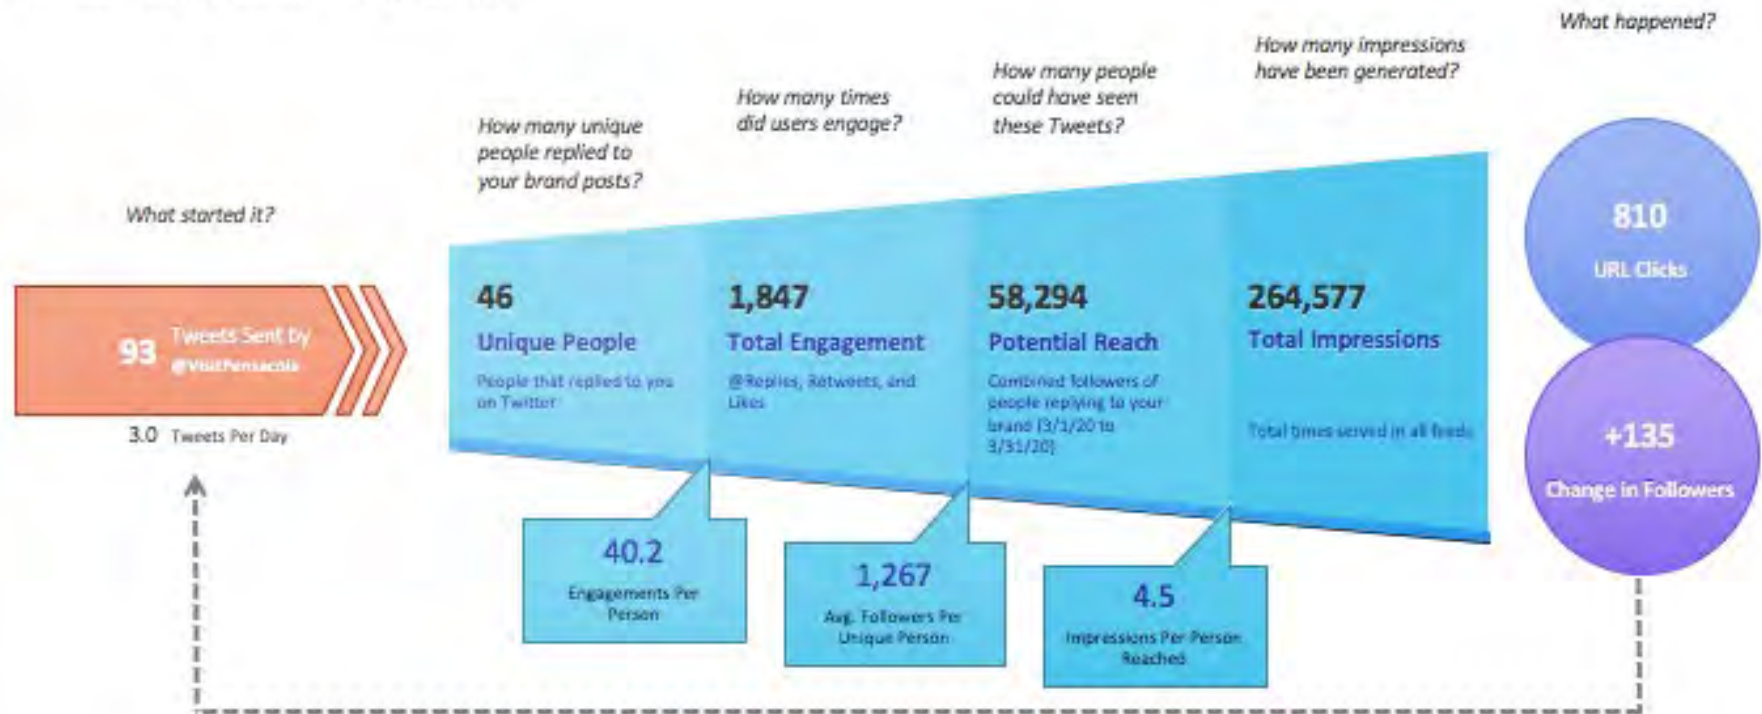 What started it?
93
Tweets Sent by
@VisitPensacola
3.0 Tweets Per Day
How many unique
people replied to
your brand posts?
46
Unique People
People that replied to you
on Twitter
40.2
Engagements Per
Person
How many times
did users engage?
1,847
Total Engagement
@Replies, Retweets, and
Likes
1,267
Avg. Followers Per
Unique Person
How many people
could have seen
these Tweets?
58,294
Potential Reach
Combined followers of
people replying to your
brand (3/1/20 to
3/31/20)
4.5
Impressions Per Person
Reached
How many impressions
have been generated?
264,577
Total Impressions
Total times served in all feeds
What happened?
810
URL Clicks
+135
Change in Followers